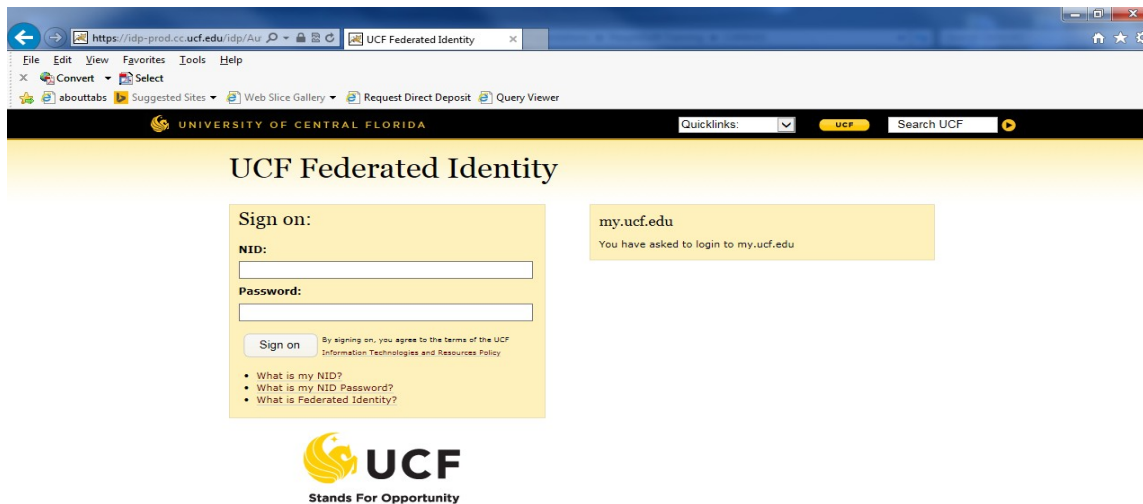 https://idp-prod.cc.ucf.edu/idp/Au
UCF Federated Identity
File Edit View Favorites Tools Help
Convert Select
abouttabs Suggested Sites Web Slice Gallery Request Direct Deposit Query Viewer
UNIVERSITY OF CENTRAL FLORIDA Quicklinks: UCF Search UCF
UCF Federated Identity
Sign on:
NID:
Password:
Sign on
By signing on, you agree to the terms of the UCF
Information Technologies and Resources Policy
What is my NID?
What is my NID Password?
What is Federated Identity?
my.ucf.edu
You have asked to login to my.ucf.edu
UCF
Stands For Opportunity